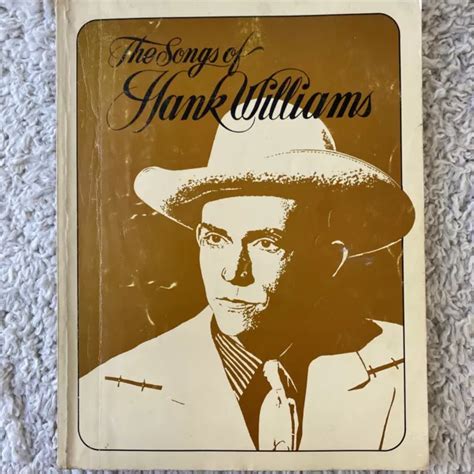 The Songs of
Hank Williams